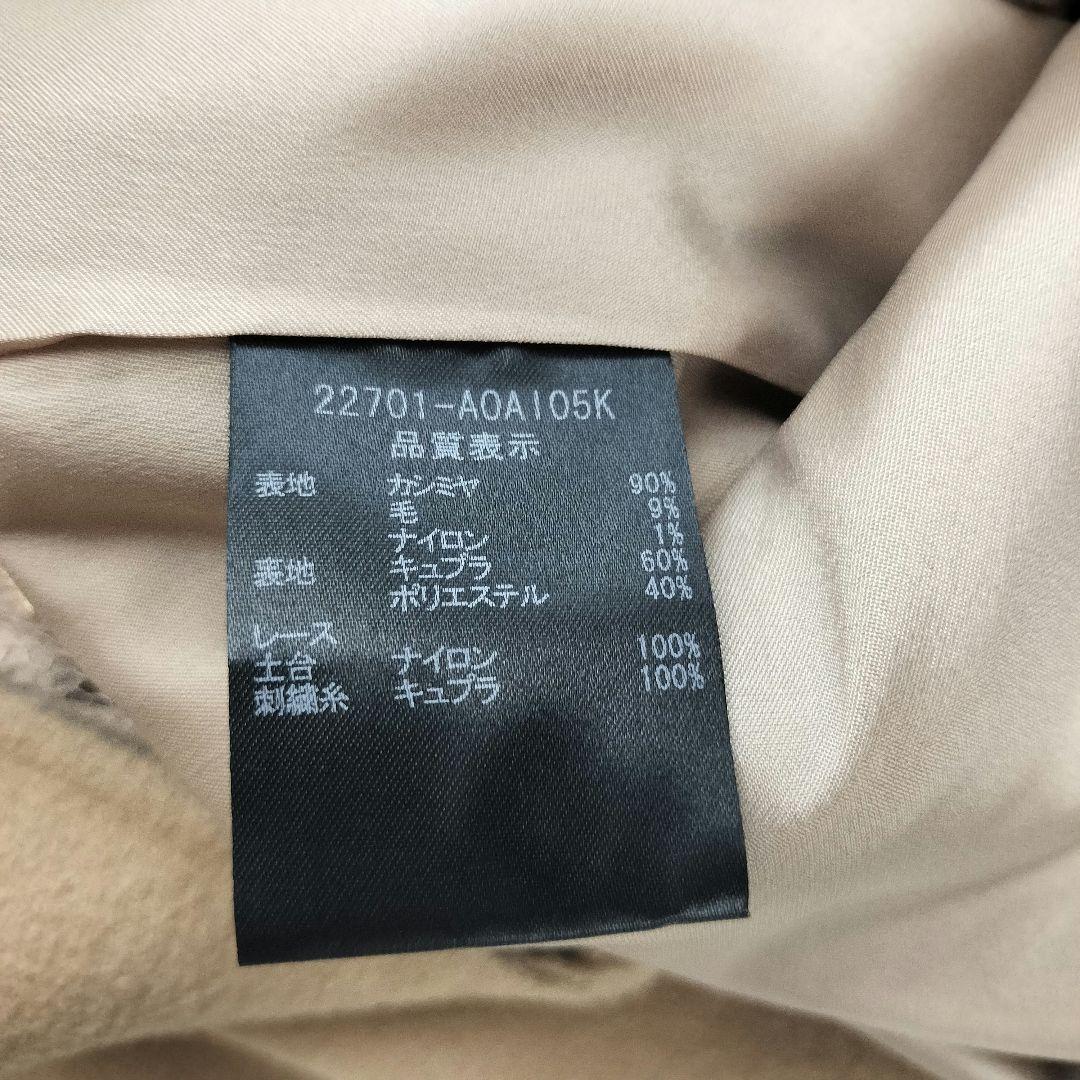 22701-A0AI05K
品質表示
表地 カシミヤ 90%
毛 9%
ナイロン 1%
裏地 キュプラ 60%
ポリエステル 40%
レース
土台 ナイロン 100%
刺繍糸 キュプラ 100%